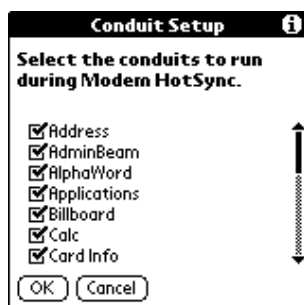 Conduit Setup
Select the conduits to run
during Modem HotSync.
Address
AdminBeam
AlphaWord
Applications
Billboard
Calc
Card Info
OK Cancel